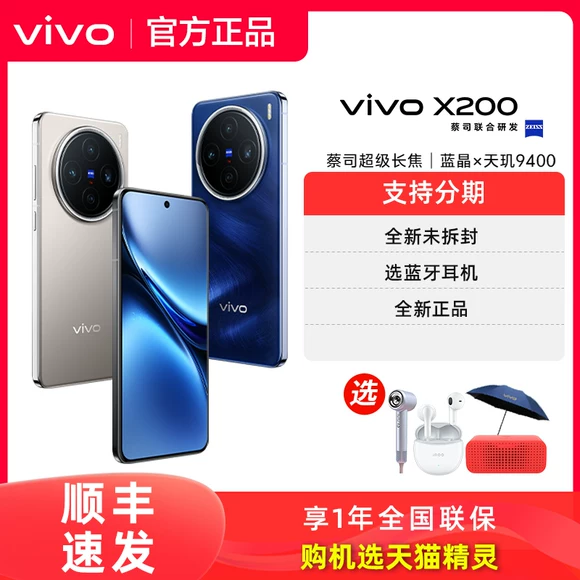 vivo 官方正品
vivo X200
蔡司联合研发 ZEISS
蔡司超级长焦｜蓝晶×天玑9400
支持分期
全新未拆封
选蓝牙耳机
全新正品
选
vivo
vivo
顺丰
速发
享1年全国联保
购机选天猫精灵